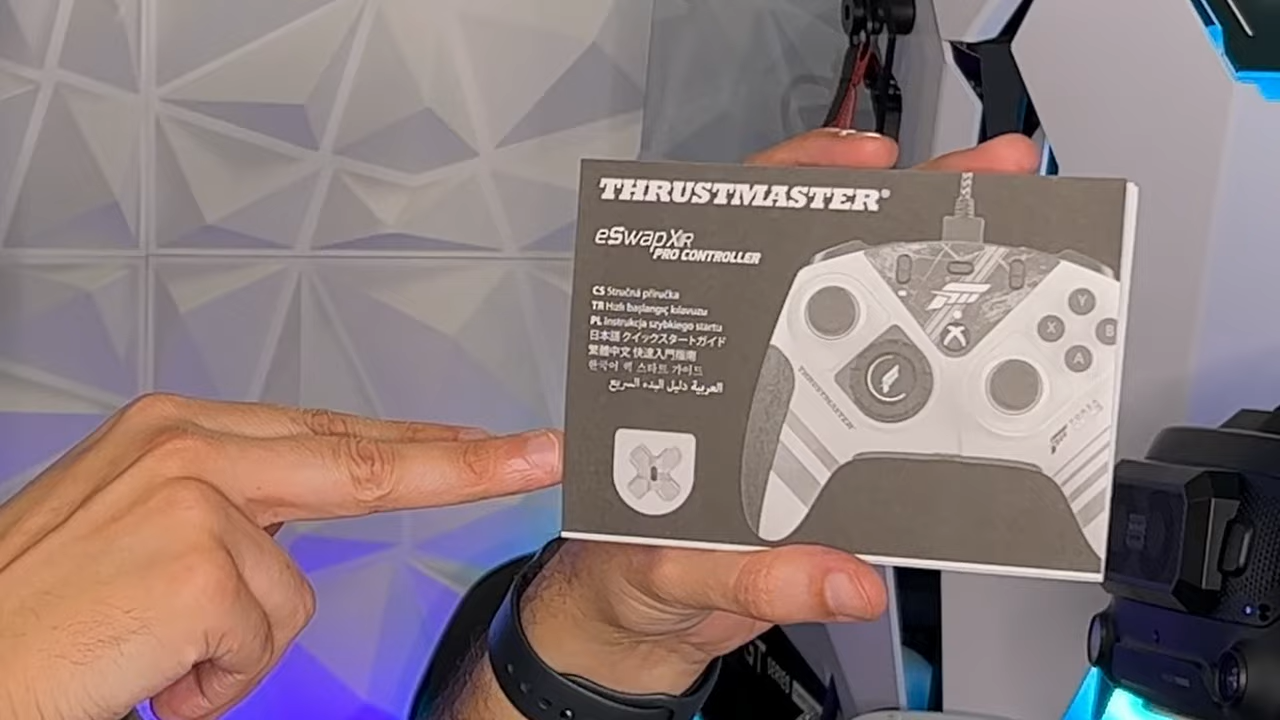 THRUSTMASTER®
eSwap XR
PRO CONTROLLER
CS Stručná příručka
TR Hızlı başlangıç kılavuzu
PL Instrukcja szybkiego startu
日本語 クイックスタートガイド
繁體中文 快速入門指南
한국어 퀵 스타트 가이드
العربية دليل البدء السريع
Y
X
B
A
THRUSTMASTER